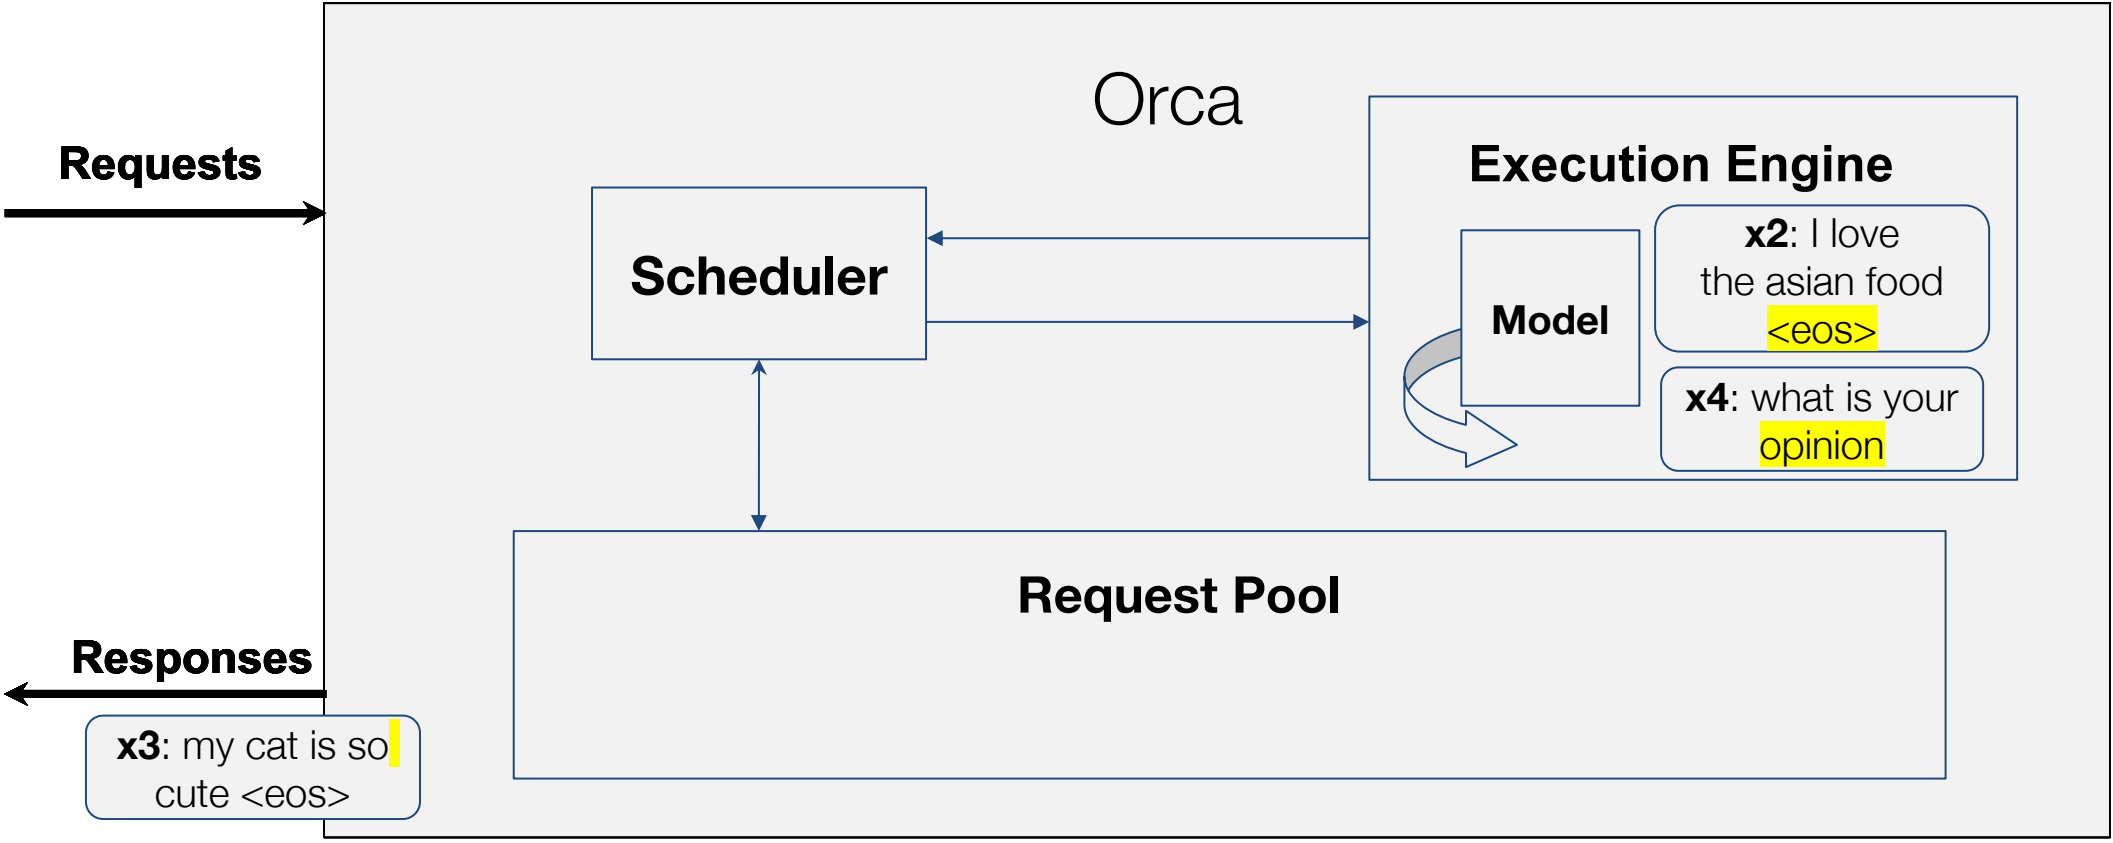 Orca
Requests
Execution Engine
Scheduler
Model
x2: I love
the asian food
<eos>
x4: what is your
opinion
Request Pool
Responses
x3: my cat is so
cute <eos>